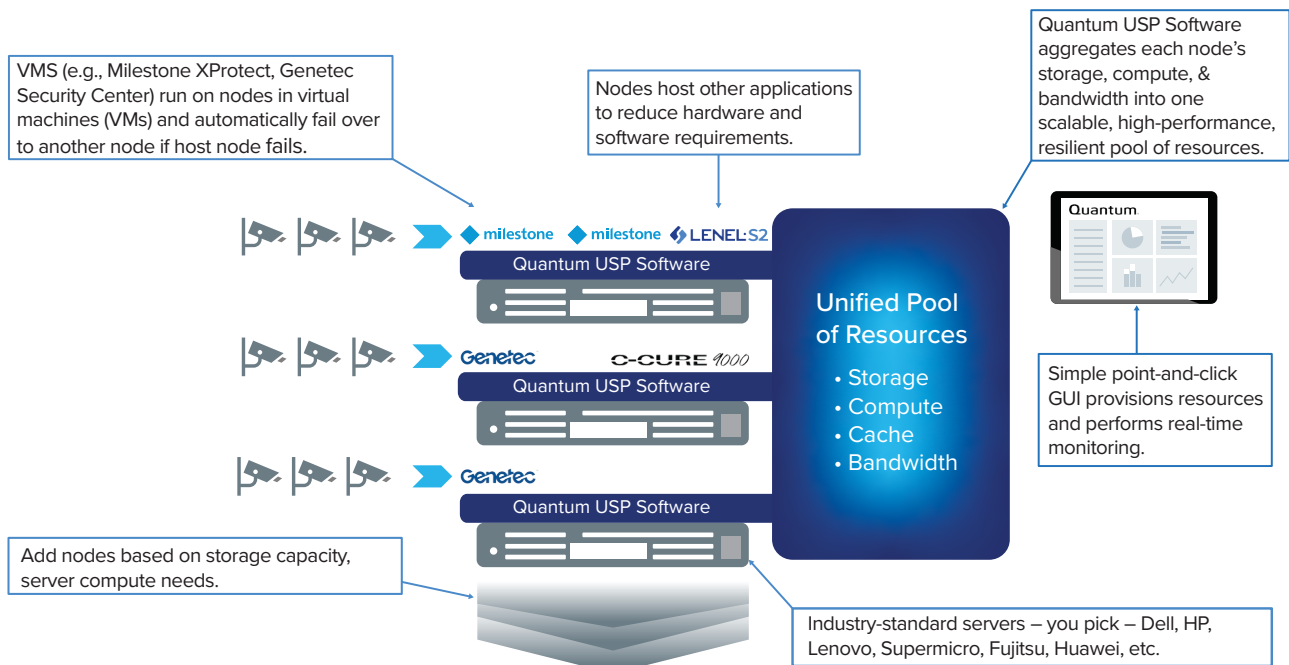 VMS (e.g., Milestone XProtect, Genetec
Security Center) run on nodes in virtual
machines (VMs) and automatically fail over
to another node if host node fails.
Nodes host other applications
to reduce hardware and
software requirements.
Quantum USP Software
aggregates each node's
storage, compute, &
bandwidth into one
scalable, high-performance,
resilient pool of resources.
milestone milestone LENEL:S2
Quantum USP Software
Genetec C-CURE 9000
Quantum USP Software
Genetec
Quantum USP Software
Unified Pool
of Resources
• Storage
• Compute
• Cache
• Bandwidth
Quantum
Simple point-and-click
GUI provisions resources
and performs real-time
monitoring.
Add nodes based on storage capacity,
server compute needs.
Industry-standard servers – you pick – Dell, HP,
Lenovo, Supermicro, Fujitsu, Huawei, etc.